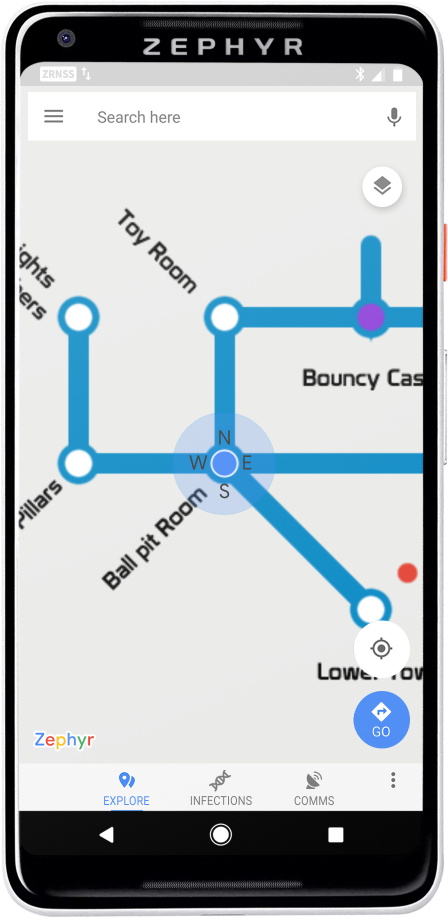 ZEPHYR
ZRNSS
Search here
Toy Room
ights
ers
Bouncy Cas
N
W E
S
Pillars
Ball pit Room
Lower Tow
Zephyr
GO
EXPLORE INFECTIONS COMMS